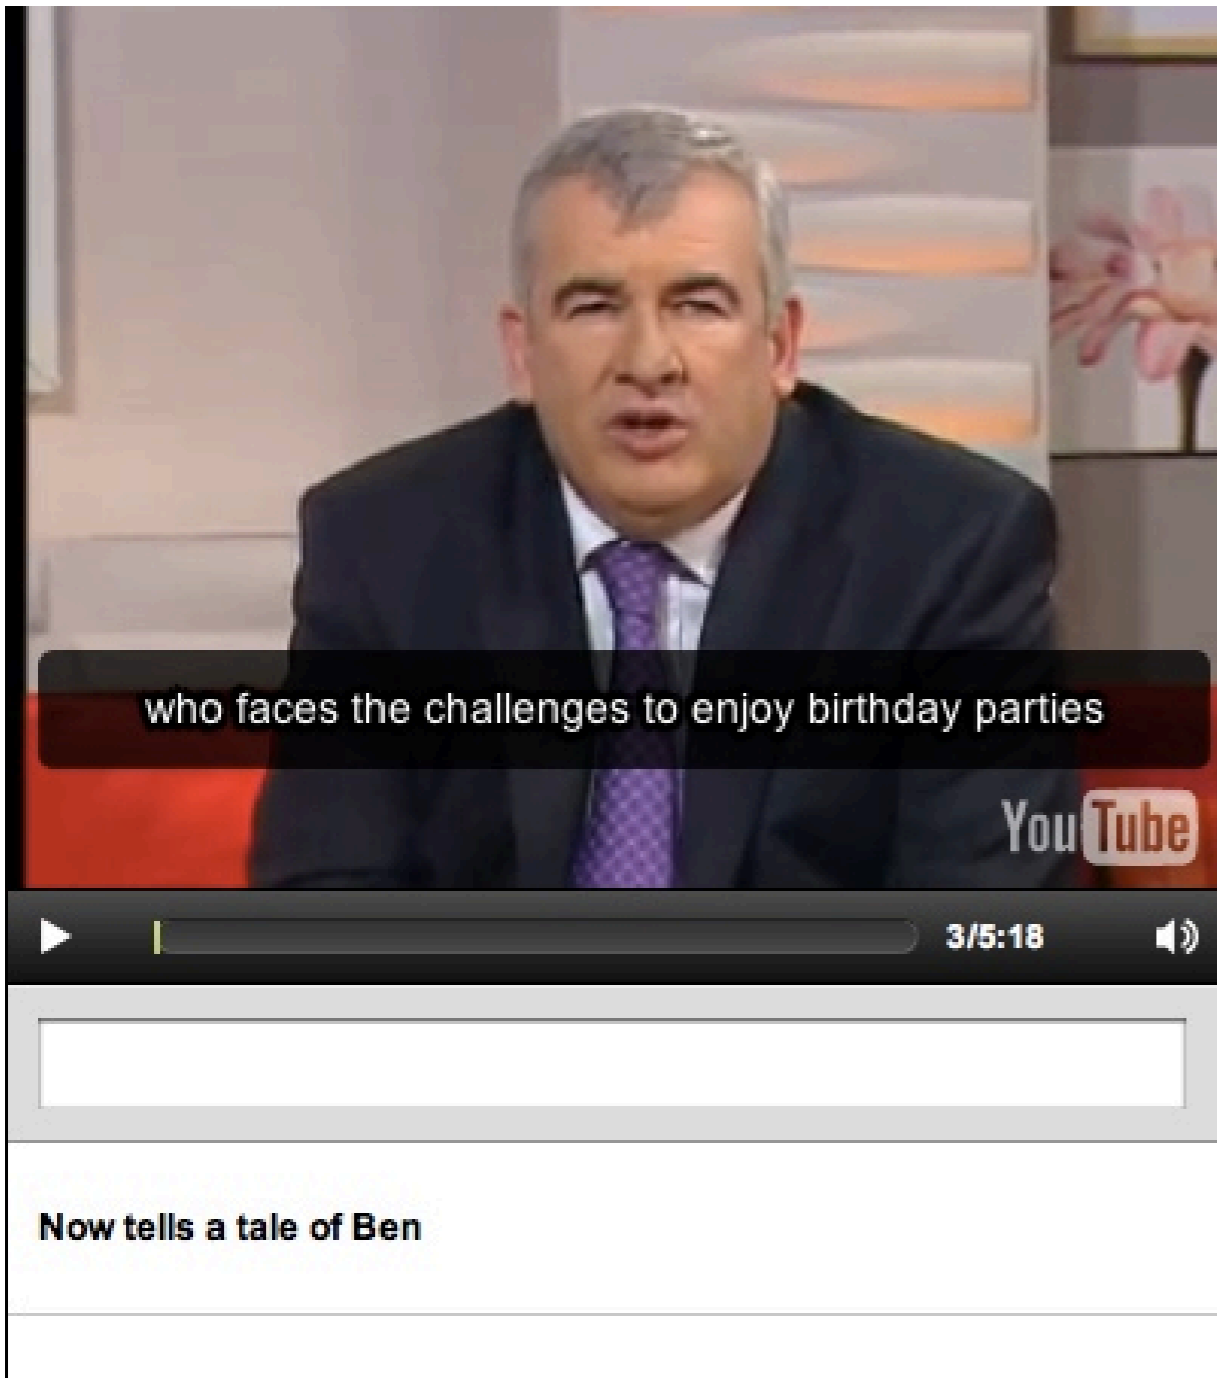 who faces the challenges to enjoy birthday parties
YouTube
3/5:18
Now tells a tale of Ben